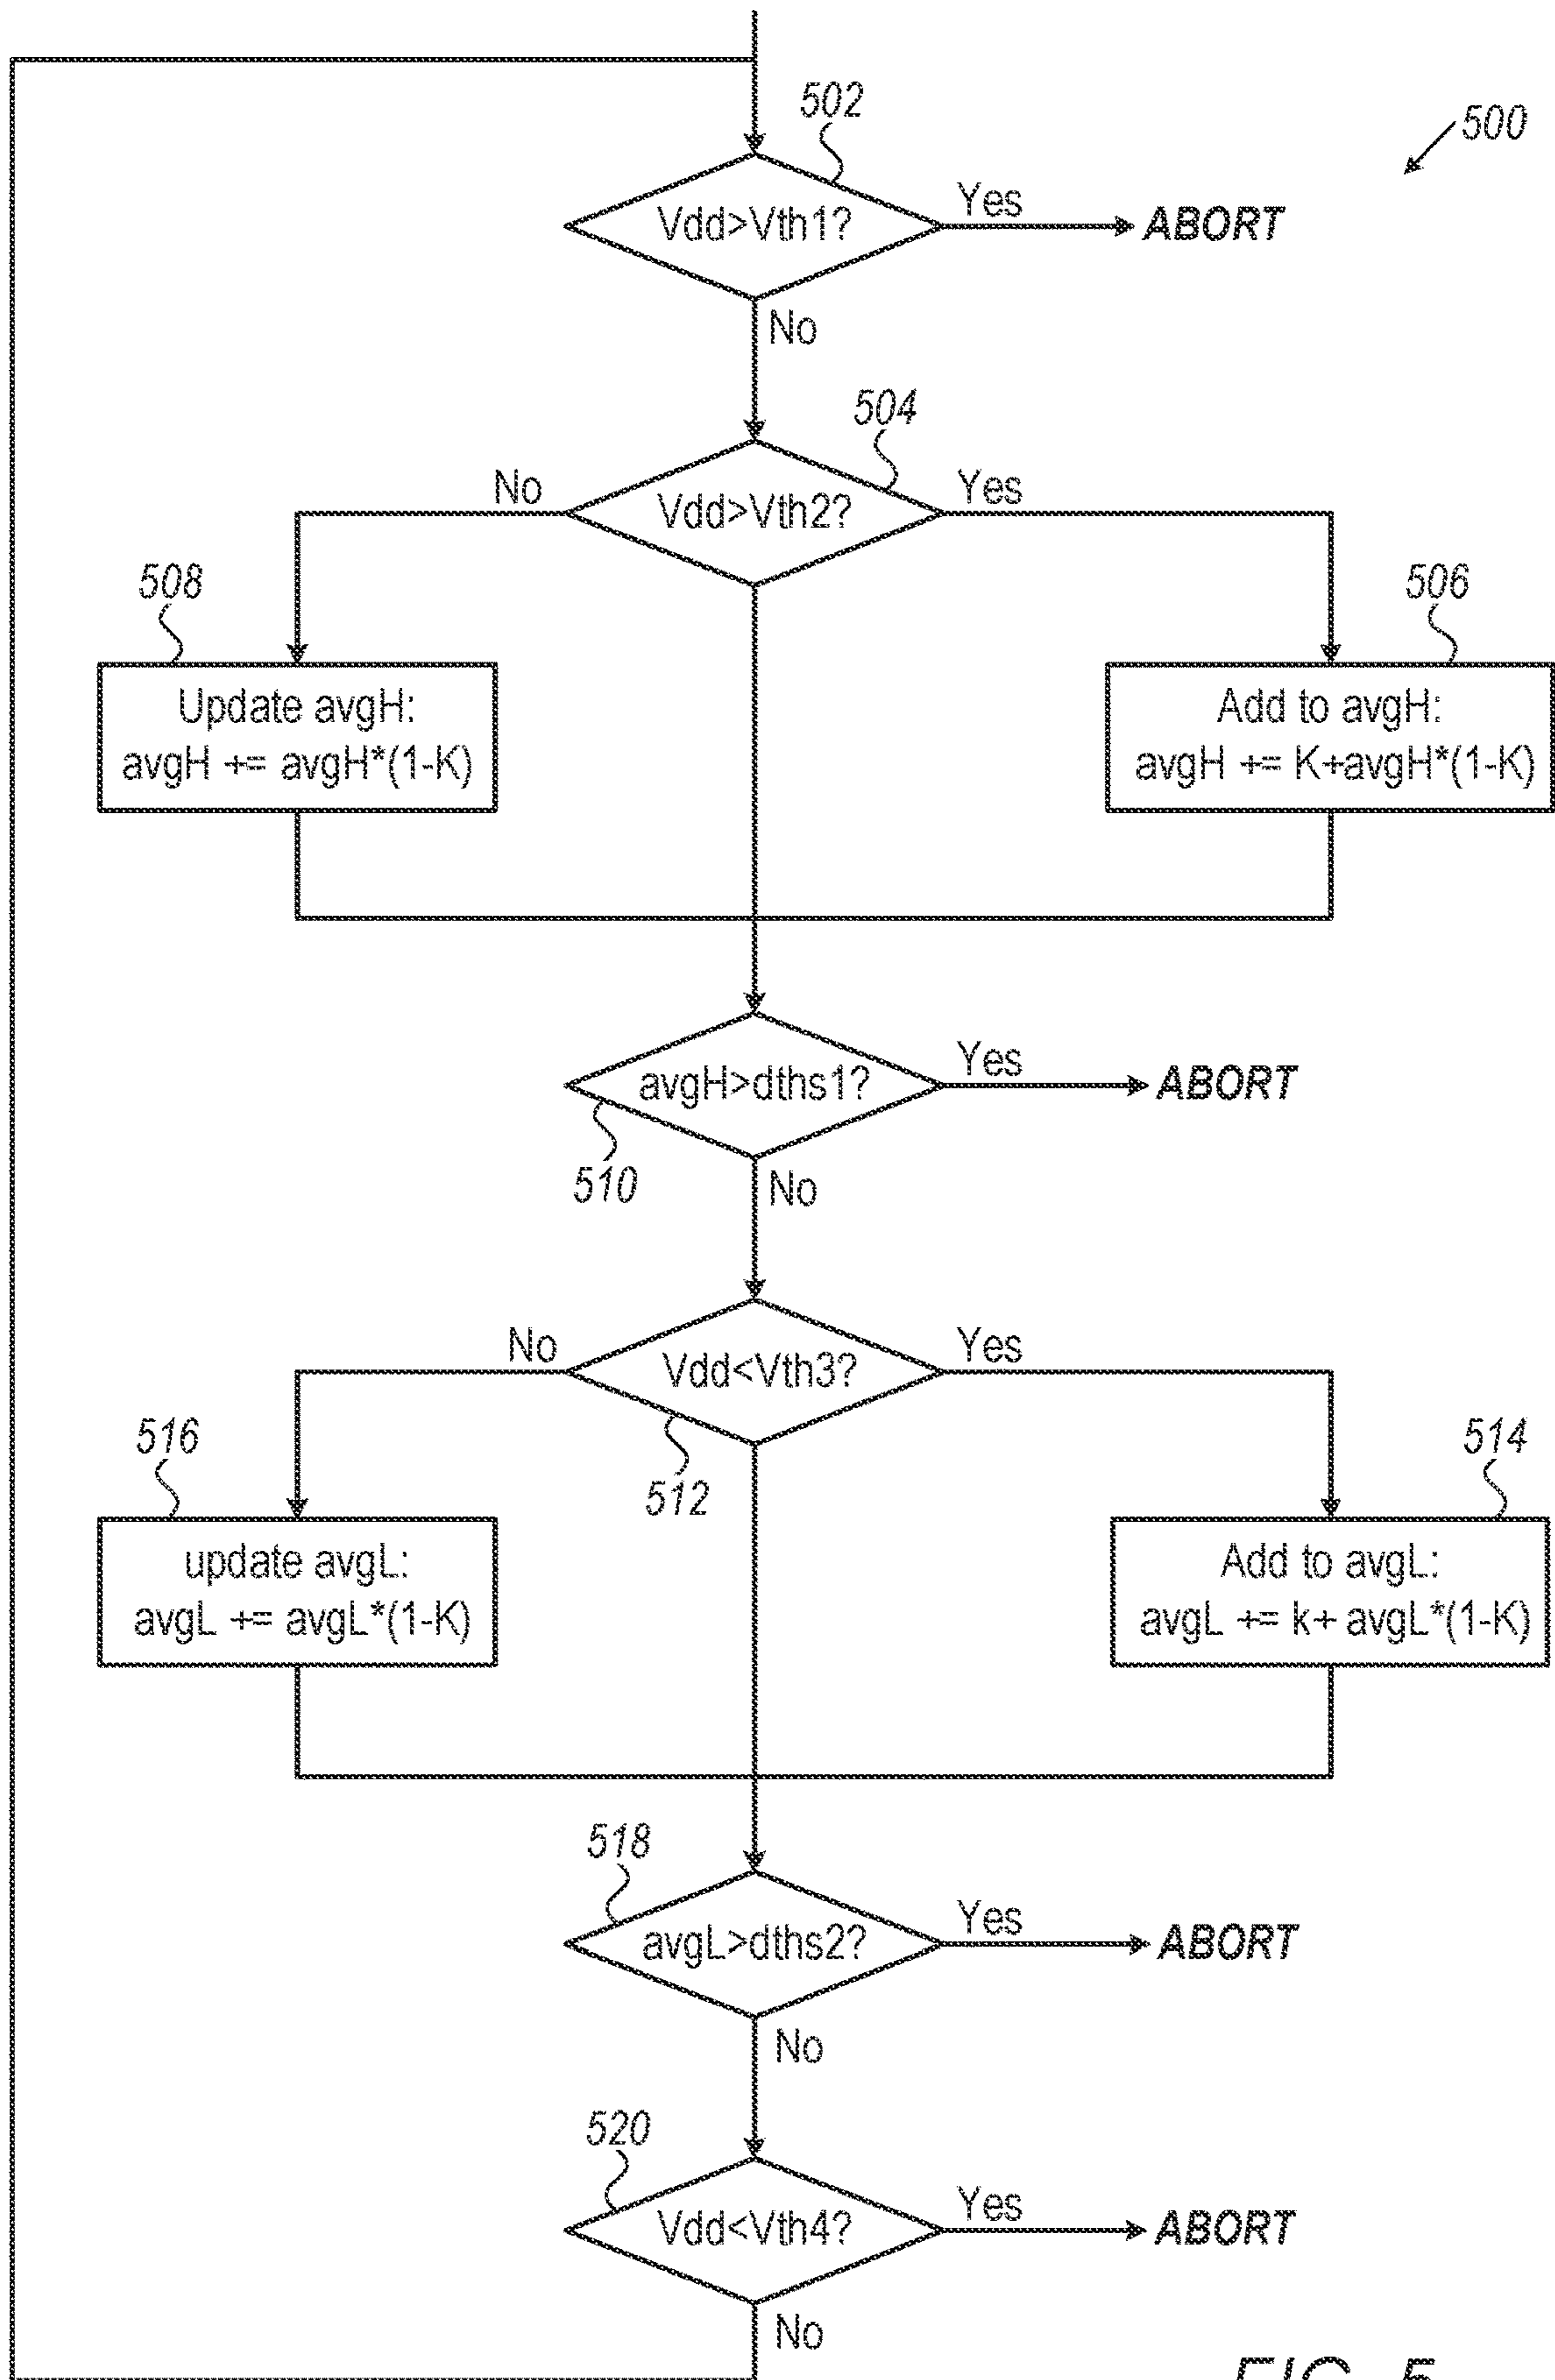 502
500
Vdd>Vth1?
Yes
ABORT
No
504
No
Vdd>Vth2?
Yes
508
506
Update avgH:
avgH += avgH*(1-K)
Add to avgH:
avgH += K+avgH*(1-K)
avgH>dths1?
Yes
ABORT
510
No
No
Vdd<Vth3?
Yes
516
512
514
update avgL:
avgL += avgL*(1-K)
Add to avgL:
avgL += k+ avgL*(1-K)
518
avgL>dths2?
Yes
ABORT
No
520
Vdd<Vth4?
Yes
ABORT
No
FIG. 5